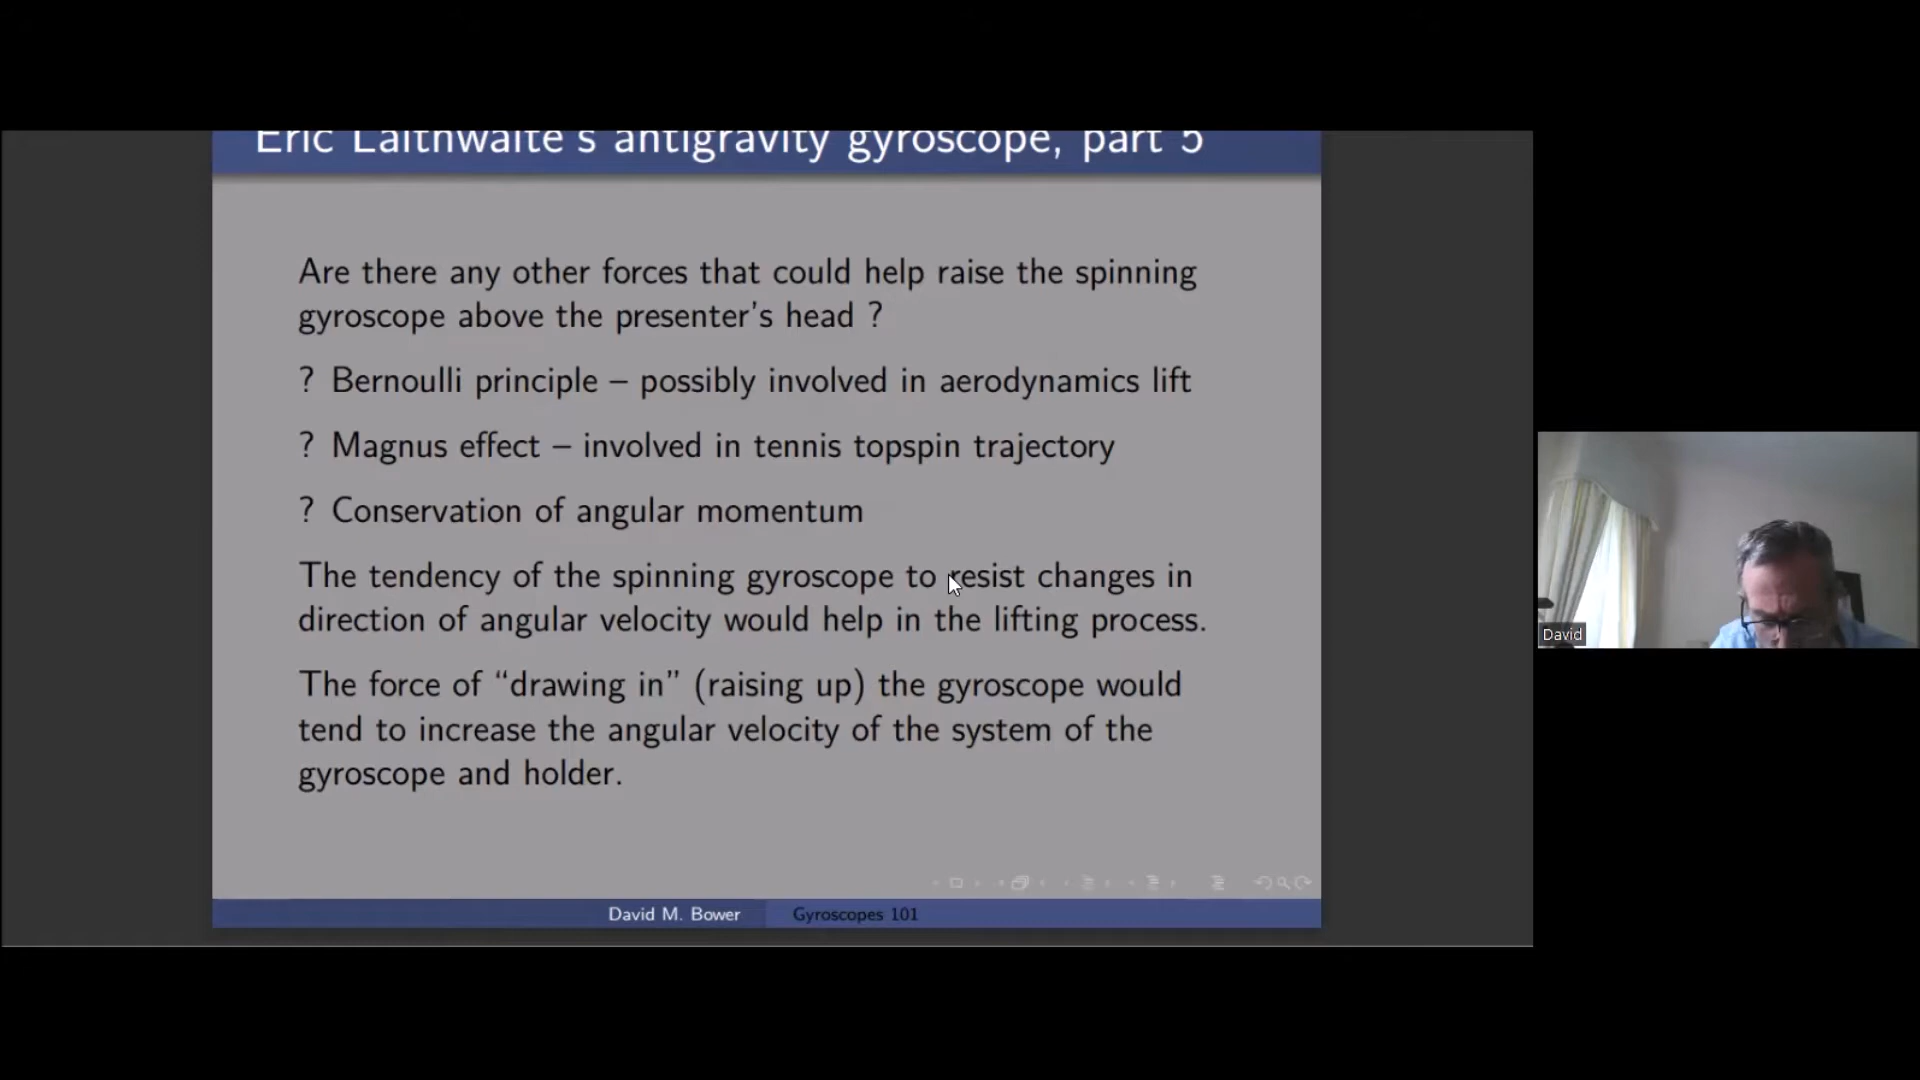 Eric Laithwaite's antigravity gyroscope, part 5
Are there any other forces that could help raise the spinning
gyroscope above the presenter's head ?
? Bernoulli principle – possibly involved in aerodynamics lift
? Magnus effect – involved in tennis topspin trajectory
? Conservation of angular momentum
The tendency of the spinning gyroscope to resist changes in
direction of angular velocity would help in the lifting process.
The force of “drawing in” (raising up) the gyroscope would
tend to increase the angular velocity of the system of the
gyroscope and holder.
David M. Bower
Gyroscopes 101
David